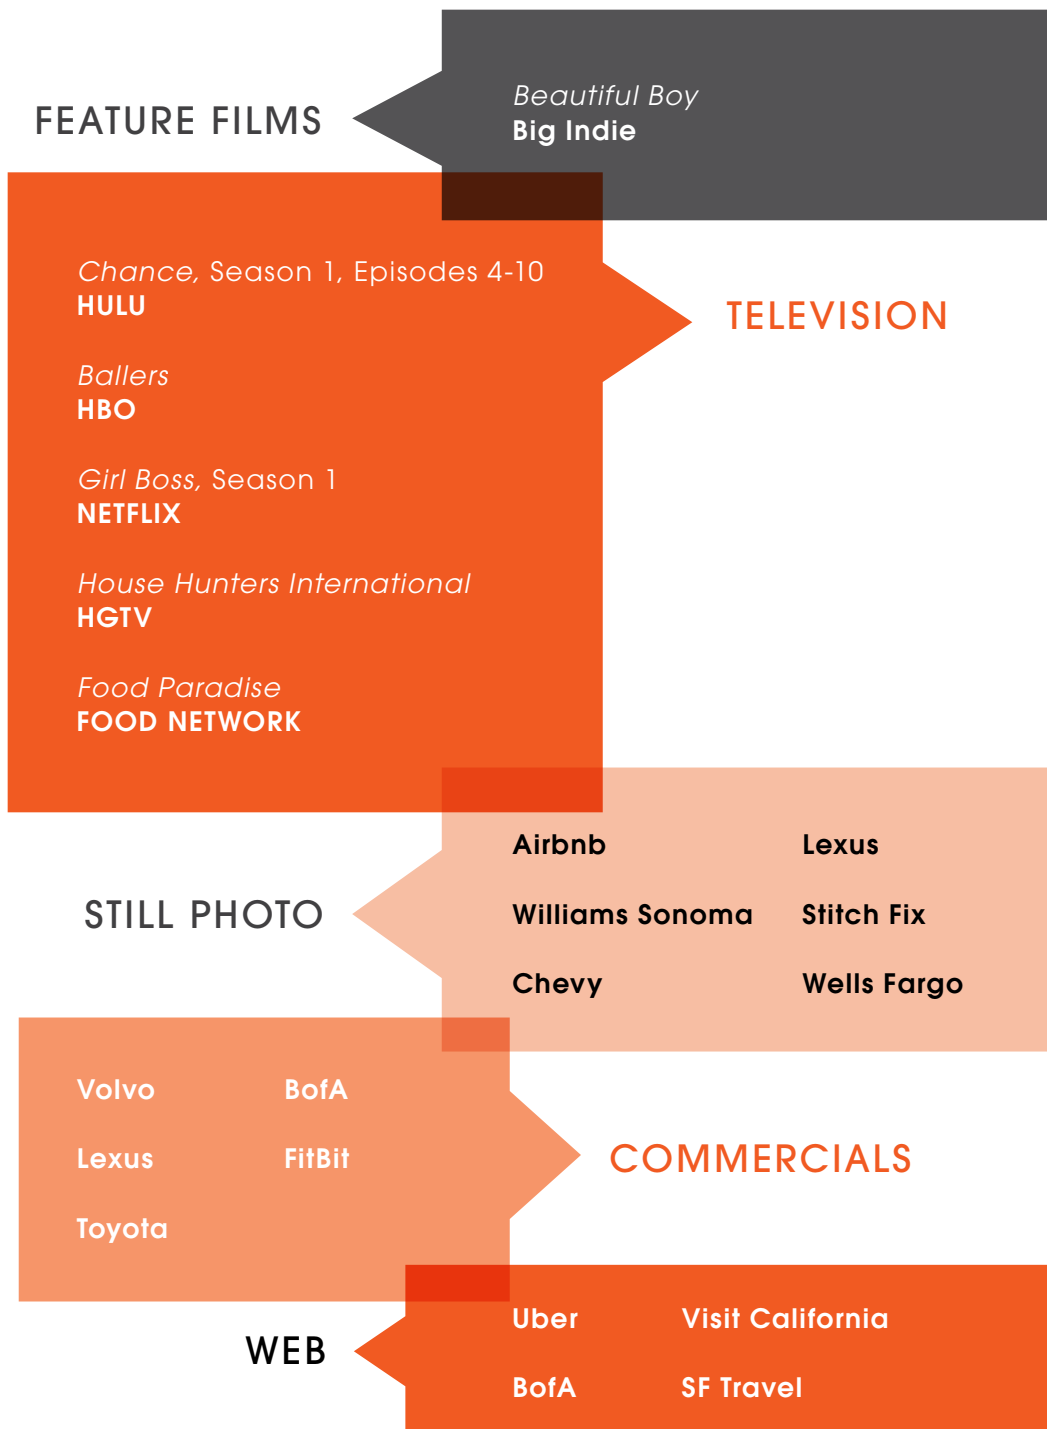 FEATURE FILMS
Beautiful Boy
Big Indie
Chance, Season 1, Episodes 4-10
HULU
Ballers
HBO
Girl Boss, Season 1
NETFLIX
House Hunters International
HGTV
Food Paradise
FOOD NETWORK
TELEVISION
STILL PHOTO
Airbnb Lexus
Williams Sonoma Stitch Fix
Chevy Wells Fargo
Volvo BofA
Lexus FitBit
Toyota
COMMERCIALS
WEB
Uber Visit California
BofA SF Travel